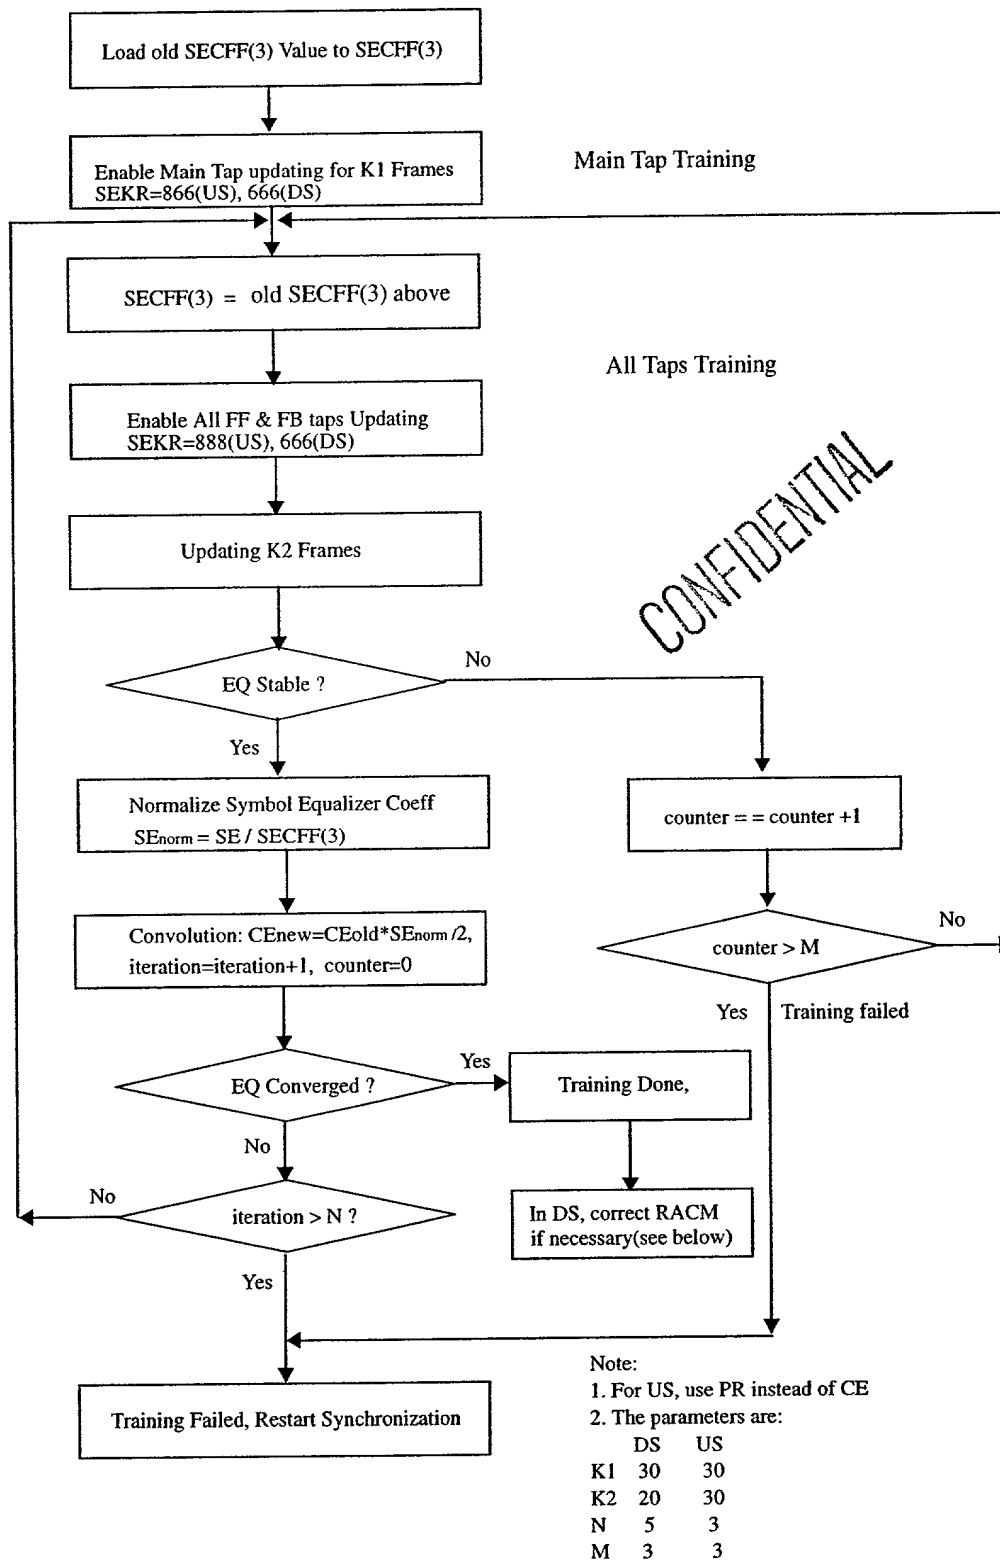 Load old SECFF(3) Value to SECFF(3)
Enable Main Tap updating for K1 Frames
SEKR=866(US), 666(DS)
Main Tap Training
SECFF(3) = old SECFF(3) above
All Taps Training
Enable All FF & FB taps Updating
SEKR=888(US), 666(DS)
CONFIDENTIAL
Updating K2 Frames
EQ Stable ?
No
Yes
Normalize Symbol Equalizer Coeff
SEnorm = SE / SECFF(3)
counter = = counter +1
Convolution: CEnew=CEold*SEnorm /2,
iteration=iteration+1, counter=0
counter > M
No
Yes
Training failed
EQ Converged ?
Yes
Training Done,
No
In DS, correct RACM
if necessary(see below)
iteration > N ?
No
Yes
Training Failed, Restart Synchronization
Note:
1. For US, use PR instead of CE
2. The parameters are:
DS US
K1 30 30
K2 20 30
N 5 3
M 3 3